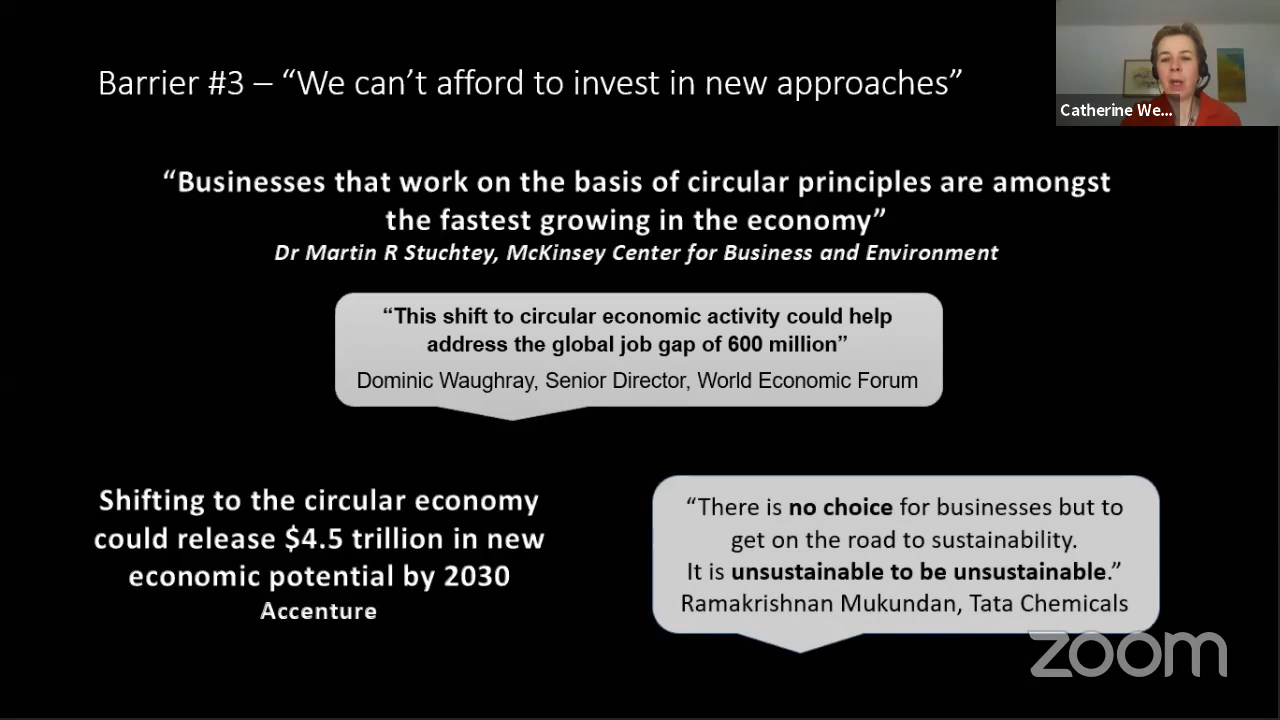 Barrier #3 – “We can’t afford to invest in new approaches”
Catherine We...
“Businesses that work on the basis of circular principles are amongst
the fastest growing in the economy”
Dr Martin R Stuchtey, McKinsey Center for Business and Environment
“This shift to circular economic activity could help
address the global job gap of 600 million”
Dominic Waughray, Senior Director, World Economic Forum
Shifting to the circular economy
could release $4.5 trillion in new
economic potential by 2030
Accenture
“There is no choice for businesses but to
get on the road to sustainability.
It is unsustainable to be unsustainable.”
Ramakrishnan Mukundan, Tata Chemicals
zoom